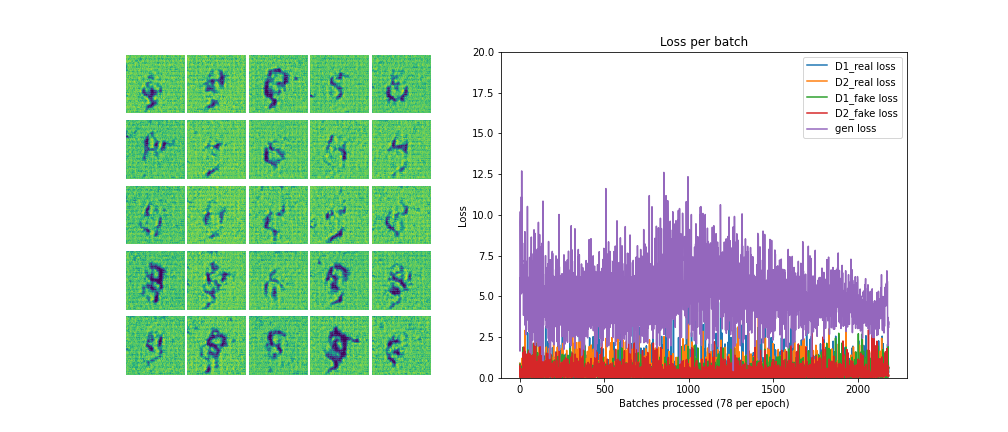 Loss per batch
20.0
17.5
15.0
12.5
10.0
7.5
5.0
2.5
0.0
Loss
D1_real loss
D2_real loss
D1_fake loss
D2_fake loss
gen loss
0
500
1000
1500
2000
Batches processed (78 per epoch)